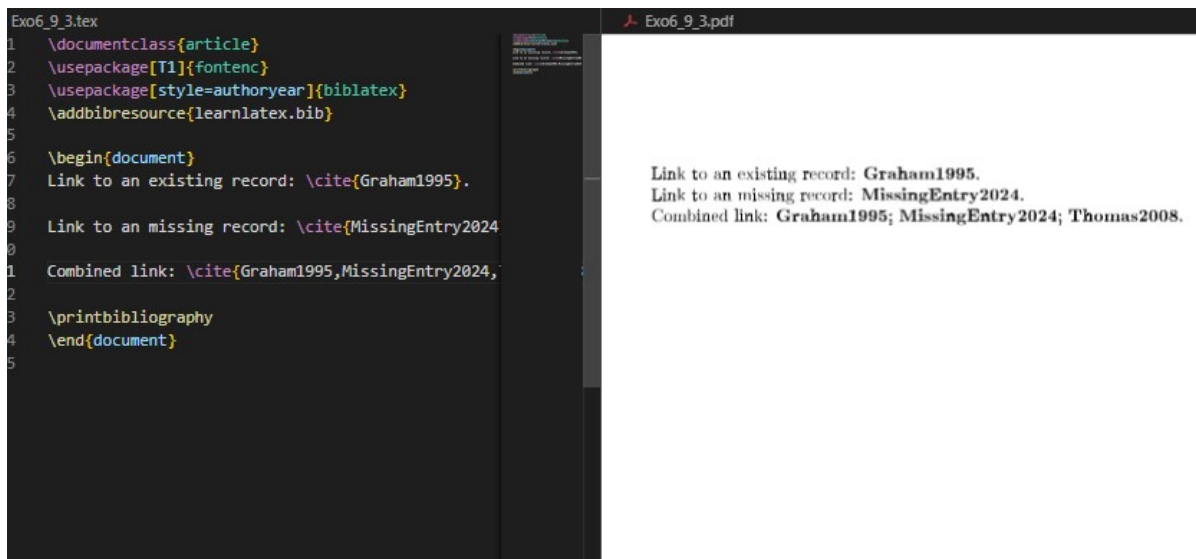 Exo6_9_3.tex
1 \documentclass{article}
2 \usepackage[T1]{fontenc}
3 \usepackage[style=authoryear]{biblatex}
4 \addbibresource{learnlatex.bib}
5
6 \begin{document}
7 Link to an existing record: \cite{Graham1995}.
8
9 Link to an missing record: \cite{MissingEntry2024
0
1 Combined link: \cite{Graham1995,MissingEntry2024,
2
3 \printbibliography
4 \end{document}
5
Exo6_9_3.pdf
Link to an existing record: Graham1995.
Link to an missing record: MissingEntry2024.
Combined link: Graham1995; MissingEntry2024; Thomas2008.